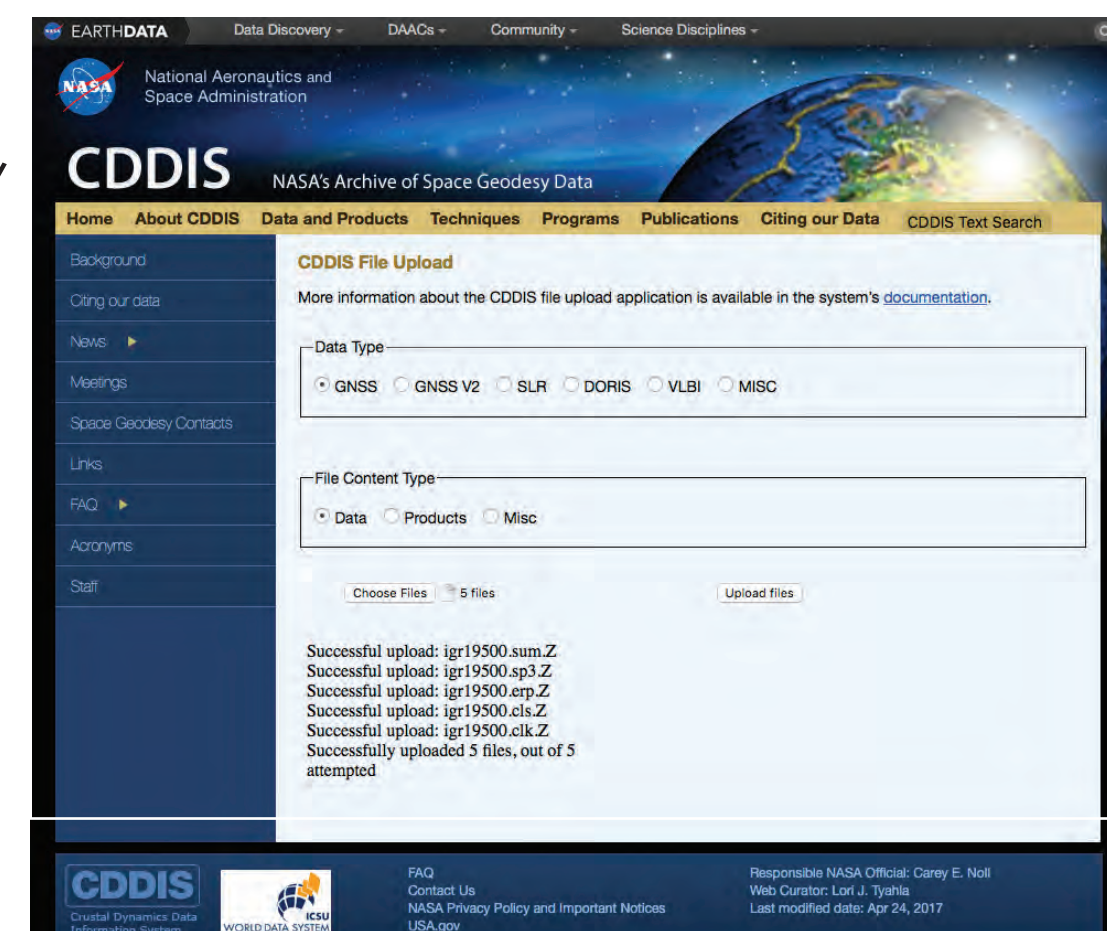 EARTHDATA Data Discovery DAACs Community Science Disciplines
NASA
National Aeronautics and
Space Administration
CDDIS NASA's Archive of Space Geodesy Data
Home About CDDIS Data and Products Techniques Programs Publications Citing our Data CDDIS Text Search
Background
Citing our data
News
Meetings
Space Geodesy Contacts
Links
FAQ
Acronyms
Staff
CDDIS File Upload
More information about the CDDIS file upload application is available in the system's documentation.
Data Type
GNSS GNSS V2 SLR DORIS VLBI MISC
File Content Type
Data Products Misc
Choose Files 5 files Upload files
Successful upload: igr19500.sum.Z
Successful upload: igr19500.sp3.Z
Successful upload: igr19500.erp.Z
Successful upload: igr19500.cls.Z
Successful upload: igr19500.clk.Z
Successfully uploaded 5 files, out of 5
attempted
CDDIS
Crustal Dynamics Data
Information System
ICSU
WORLD DATA SYSTEM
FAQ
Contact Us
NASA Privacy Policy and Important Notices
USA.gov
Responsible NASA Official: Carey E. Noll
Web Curator: Lori J. Tyahla
Last modified date: Apr 24, 2017